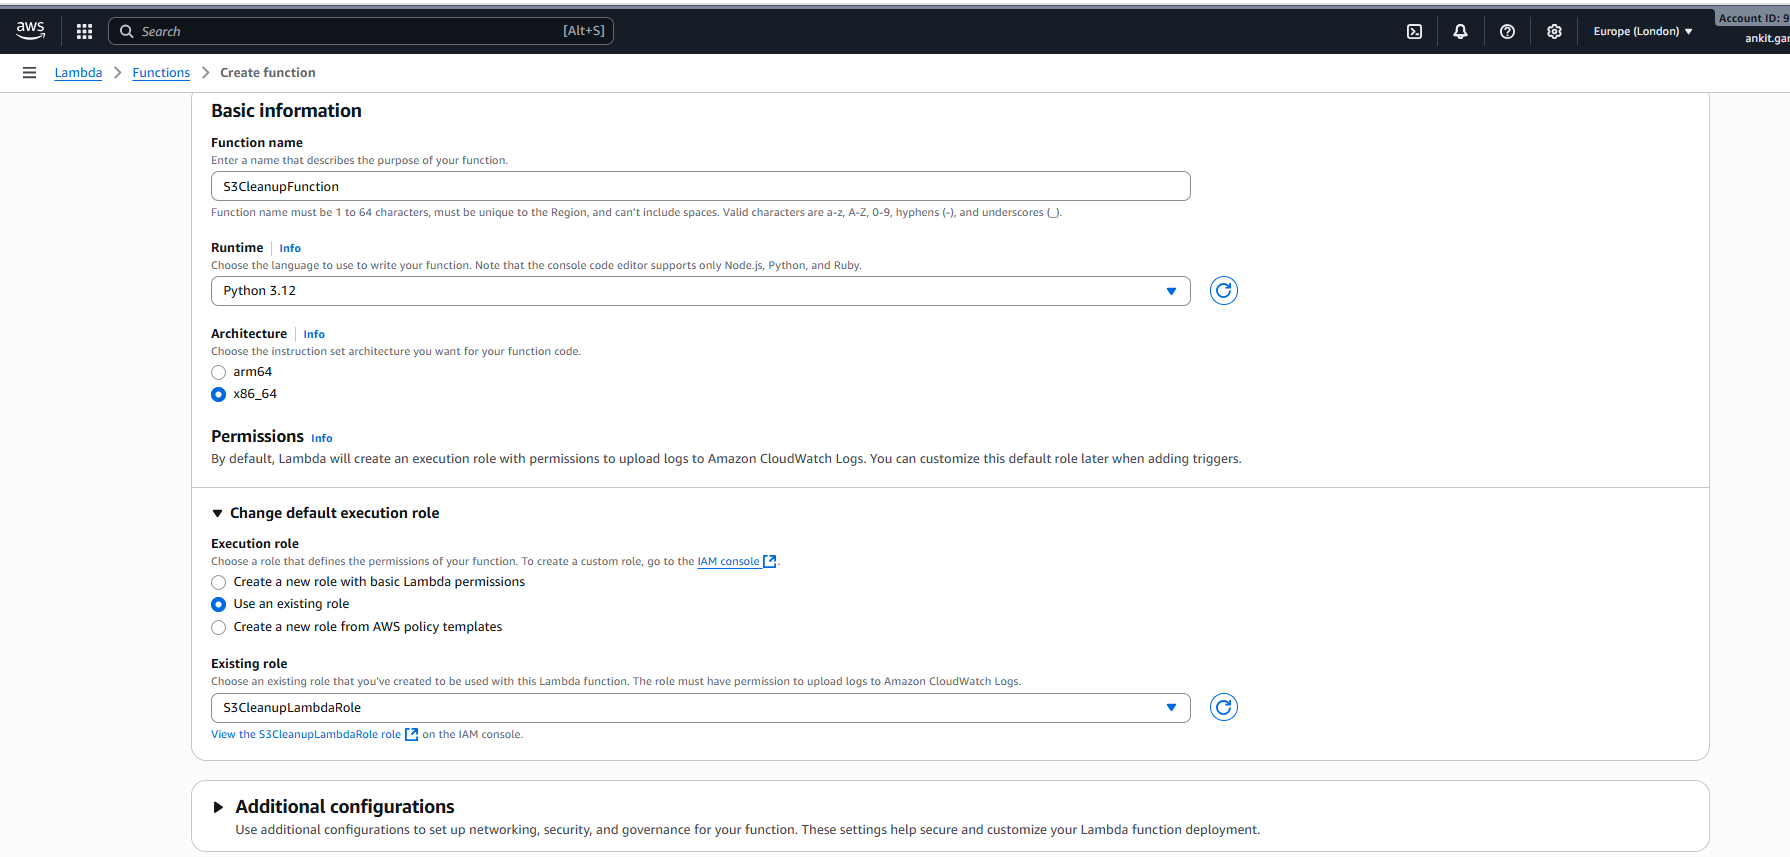 aws
Search [Alt+S]
Europe (London)
Account ID: 9
ankit.gar
Lambda Functions Create function
Basic information
Function name
Enter a name that describes the purpose of your function.
S3CleanupFunction
Function name must be 1 to 64 characters, must be unique to the Region, and can't include spaces. Valid characters are a-z, A-Z, 0-9, hyphens (-), and underscores (_).
Runtime Info
Choose the language to use to write your function. Note that the console code editor supports only Node.js, Python, and Ruby.
Python 3.12
Architecture Info
Choose the instruction set architecture you want for your function code.
arm64
x86_64
Permissions Info
By default, Lambda will create an execution role with permissions to upload logs to Amazon CloudWatch Logs. You can customize this default role later when adding triggers.
Change default execution role
Execution role
Choose a role that defines the permissions of your function. To create a custom role, go to the IAM console.
Create a new role with basic Lambda permissions
Use an existing role
Create a new role from AWS policy templates
Existing role
Choose an existing role that you've created to be used with this Lambda function. The role must have permission to upload logs to Amazon CloudWatch Logs.
S3CleanupLambdaRole
View the S3CleanupLambdaRole role on the IAM console.
Additional configurations
Use additional configurations to set up networking, security, and governance for your function. These settings help secure and customize your Lambda function deployment.